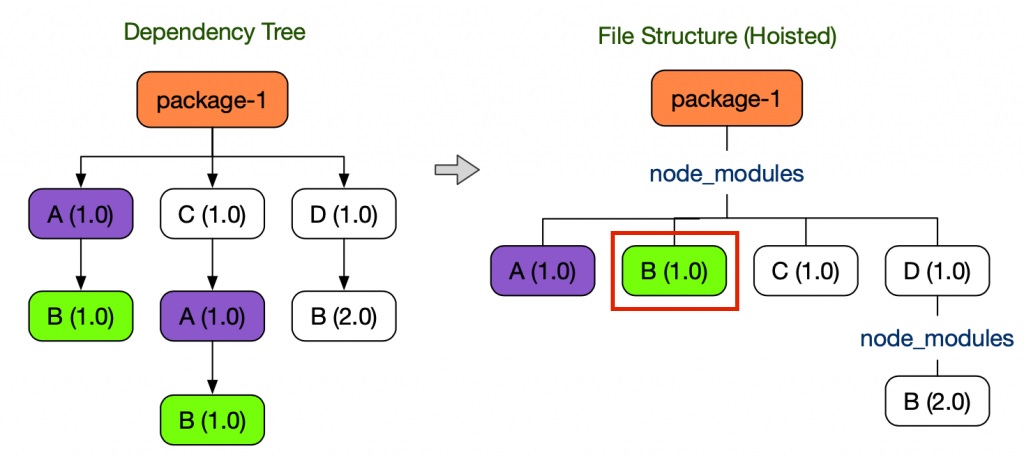 Dependency Tree
package-1
A (1.0)
C (1.0)
D (1.0)
B (1.0)
A (1.0)
B (2.0)
B (1.0)
File Structure (Hoisted)
package-1
node_modules
A (1.0)
B (1.0)
C (1.0)
D (1.0)
node_modules
B (2.0)